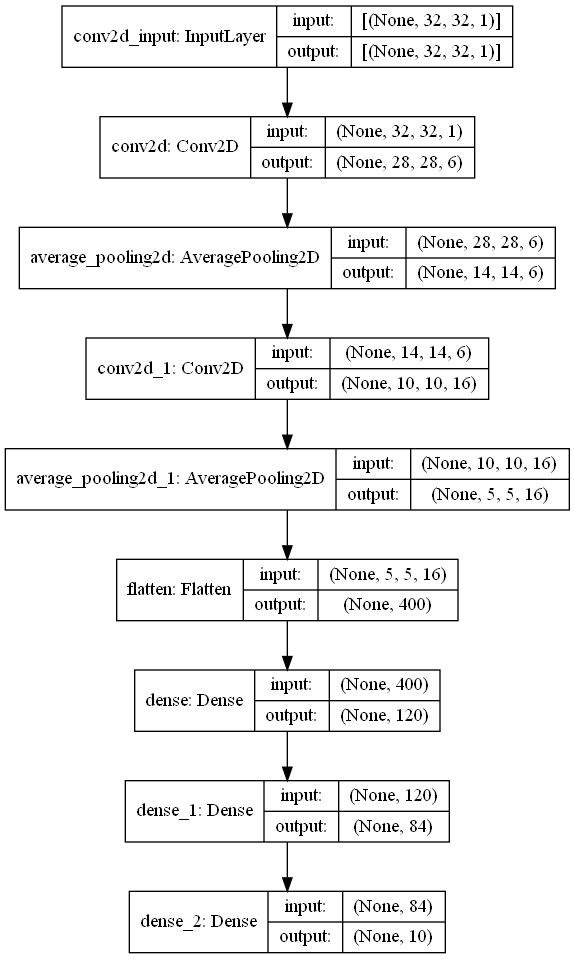 conv2d_input: InputLayer
input: [(None, 32, 32, 1)]
output: [(None, 32, 32, 1)]
conv2d: Conv2D
input: (None, 32, 32, 1)
output: (None, 28, 28, 6)
average_pooling2d: AveragePooling2D
input: (None, 28, 28, 6)
output: (None, 14, 14, 6)
conv2d_1: Conv2D
input: (None, 14, 14, 6)
output: (None, 10, 10, 16)
average_pooling2d_1: AveragePooling2D
input: (None, 10, 10, 16)
output: (None, 5, 5, 16)
flatten: Flatten
input: (None, 5, 5, 16)
output: (None, 400)
dense: Dense
input: (None, 400)
output: (None, 120)
dense_1: Dense
input: (None, 120)
output: (None, 84)
dense_2: Dense
input: (None, 84)
output: (None, 10)